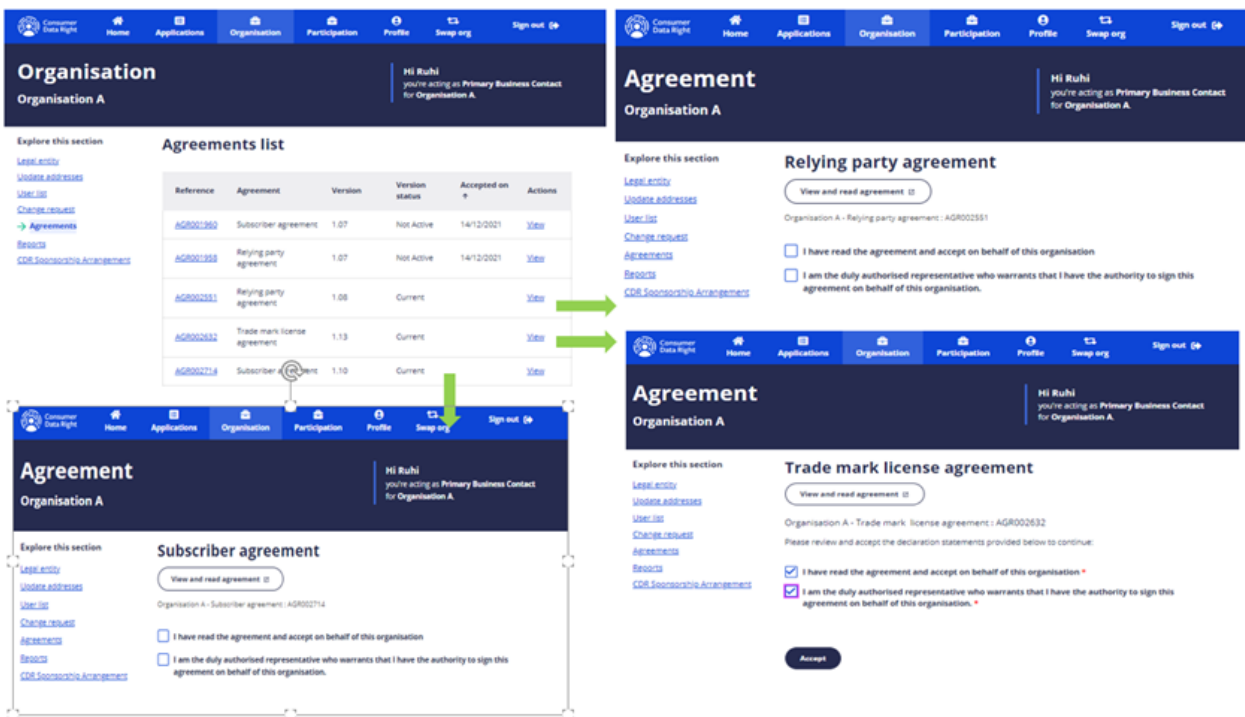 Consumer Data Right
Home
Applications
Organisation
Participation
Profile
Swap org
Sign out
Organisation
Organisation A
Hi Ruhi
you're acting as Primary Business Contact
for Organisation A.
Explore this section
Legal entity
Update addresses
User list
Change request
Agreements
Reports
CDR Sponsorship Arrangement
Agreements list
Reference Agreement Version Version status Accepted on Actions
AGR001960 Subscriber agreement 1.07 Not Active 14/12/2021 View
AGR001958 Relying party agreement 1.07 Not Active 14/12/2021 View
AGR002551 Relying party agreement 1.08 Current View
AGR002632 Trade mark license agreement 1.13 Current View
AGR002714 Subscriber 1.10 Current View
Consumer Data Right
Home
Applications
Organisation
Participation
Profile
Swap org
Sign out
Agreement
Organisation A
Hi Ruhi
you're acting as Primary Business Contact
for Organisation A.
Explore this section
Legal entity
Update addresses
User list
Change request
Agreements
Reports
CDR Sponsorship Arrangement
Relying party agreement
View and read agreement
Organisation A - Relying party agreement : AGR002551
I have read the agreement and accept on behalf of this organisation
I am the duly authorised representative who warrants that I have the authority to sign this
agreement on behalf of this organisation.
Consumer Data Right
Home
Applications
Organisation
Participation
Profile
Swap org
Sign out
Agreement
Organisation A
Hi Ruhi
you're acting as Primary Business Contact
for Organisation A.
Explore this section
Legal entity
Update addresses
User list
Change request
Agreements
Reports
CDR Sponsorship Arrangement
Subscriber agreement
View and read agreement
Organisation A - Subscriber agreement : AGR002714
I have read the agreement and accept on behalf of this organisation
I am the duly authorised representative who warrants that I have the authority to sign this
agreement on behalf of this organisation.
Consumer Data Right
Home
Applications
Organisation
Participation
Profile
Swap org
Sign out
Agreement
Organisation A
Hi Ruhi
you're acting as Primary Business Contact
for Organisation A.
Explore this section
Legal entity
Update addresses
User list
Change request
Agreements
Reports
CDR Sponsorship Arrangement
Trade mark license agreement
View and read agreement
Organisation A - Trade mark license agreement : AGR002632
Please review and accept the declaration statements provided below to continue:
I have read the agreement and accept on behalf of this organisation *
I am the duly authorised representative who warrants that I have the authority to sign this
agreement on behalf of this organisation. *
Accept